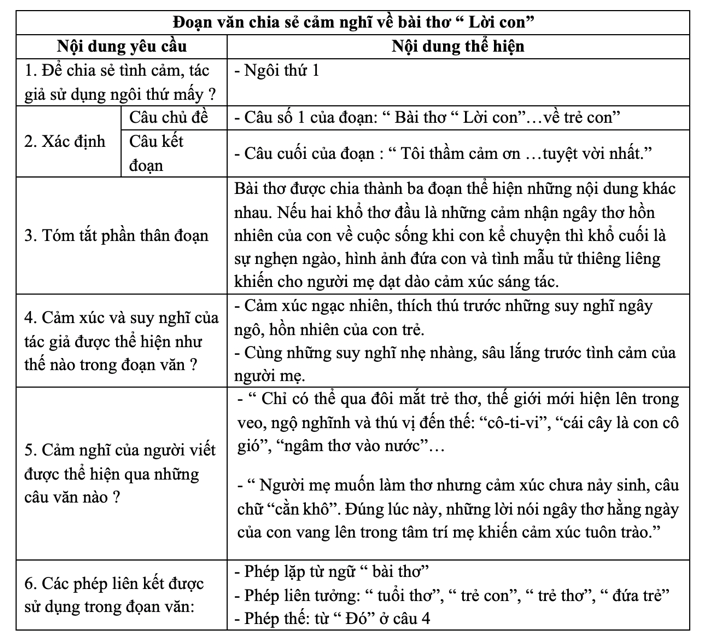 Đoạn văn chia sẻ cảm nghĩ về bài thơ “ Lời con”
Nội dung yêu cầu
Nội dung thể hiện
1. Để chia sẻ tình cảm, tác
giả sử dụng ngôi thứ mấy ?
- Ngôi thứ 1
2. Xác định
Câu chủ đề
- Câu số 1 của đoạn: “ Bài thơ “ Lời con”…về trẻ con”
Câu kết
đoạn
- Câu cuối của đoạn : “ Tôi thầm cảm ơn …tuyệt vời nhất.”
3. Tóm tắt phần thân đoạn
Bài thơ được chia thành ba đoạn thể hiện những nội dung khác
nhau. Nếu hai khổ thơ đầu là những cảm nhận ngây thơ hồn
nhiên của con về cuộc sống khi con kể chuyện thì khổ cuối là
sự nghẹn ngào, hình ảnh đứa con và tình mẫu tử thiêng liêng
khiến cho người mẹ dạt dào cảm xúc sáng tác.
4. Cảm xúc và suy nghĩ của
tác giả được thể hiện như
thế nào trong đoạn văn ?
- Cảm xúc ngạc nhiên, thích thú trước những suy nghĩ ngây
ngô, hồn nhiên của con trẻ.
- Cùng những suy nghĩ nhẹ nhàng, sâu lắng trước tình cảm của
người mẹ.
5. Cảm nghĩ của người viết
được thể hiện qua những
câu văn nào ?
- “ Chỉ có thể qua đôi mắt trẻ thơ, thế giới mới hiện lên trong
veo, ngộ nghĩnh và thú vị đến thế: “cô-ti-vi”, “cái cây là con cô
gió”, “ngâm thơ vào nước”…
- “ Người mẹ muốn làm thơ nhưng cảm xúc chưa nảy sinh, câu
chữ “cằn khô”. Đúng lúc này, những lời nói ngây thơ hằng ngày
của con vang lên trong tâm trí mẹ khiến cảm xúc tuôn trào.”
6. Các phép liên kết được
sử dụng trong đọan văn:
- Phép lặp từ ngữ “ bài thơ”
- Phép liên tưởng: “ tuổi thơ”, “ trẻ con”, “ trẻ thơ”, “ đứa trẻ”
- Phép thế: từ “ Đó” ở câu 4